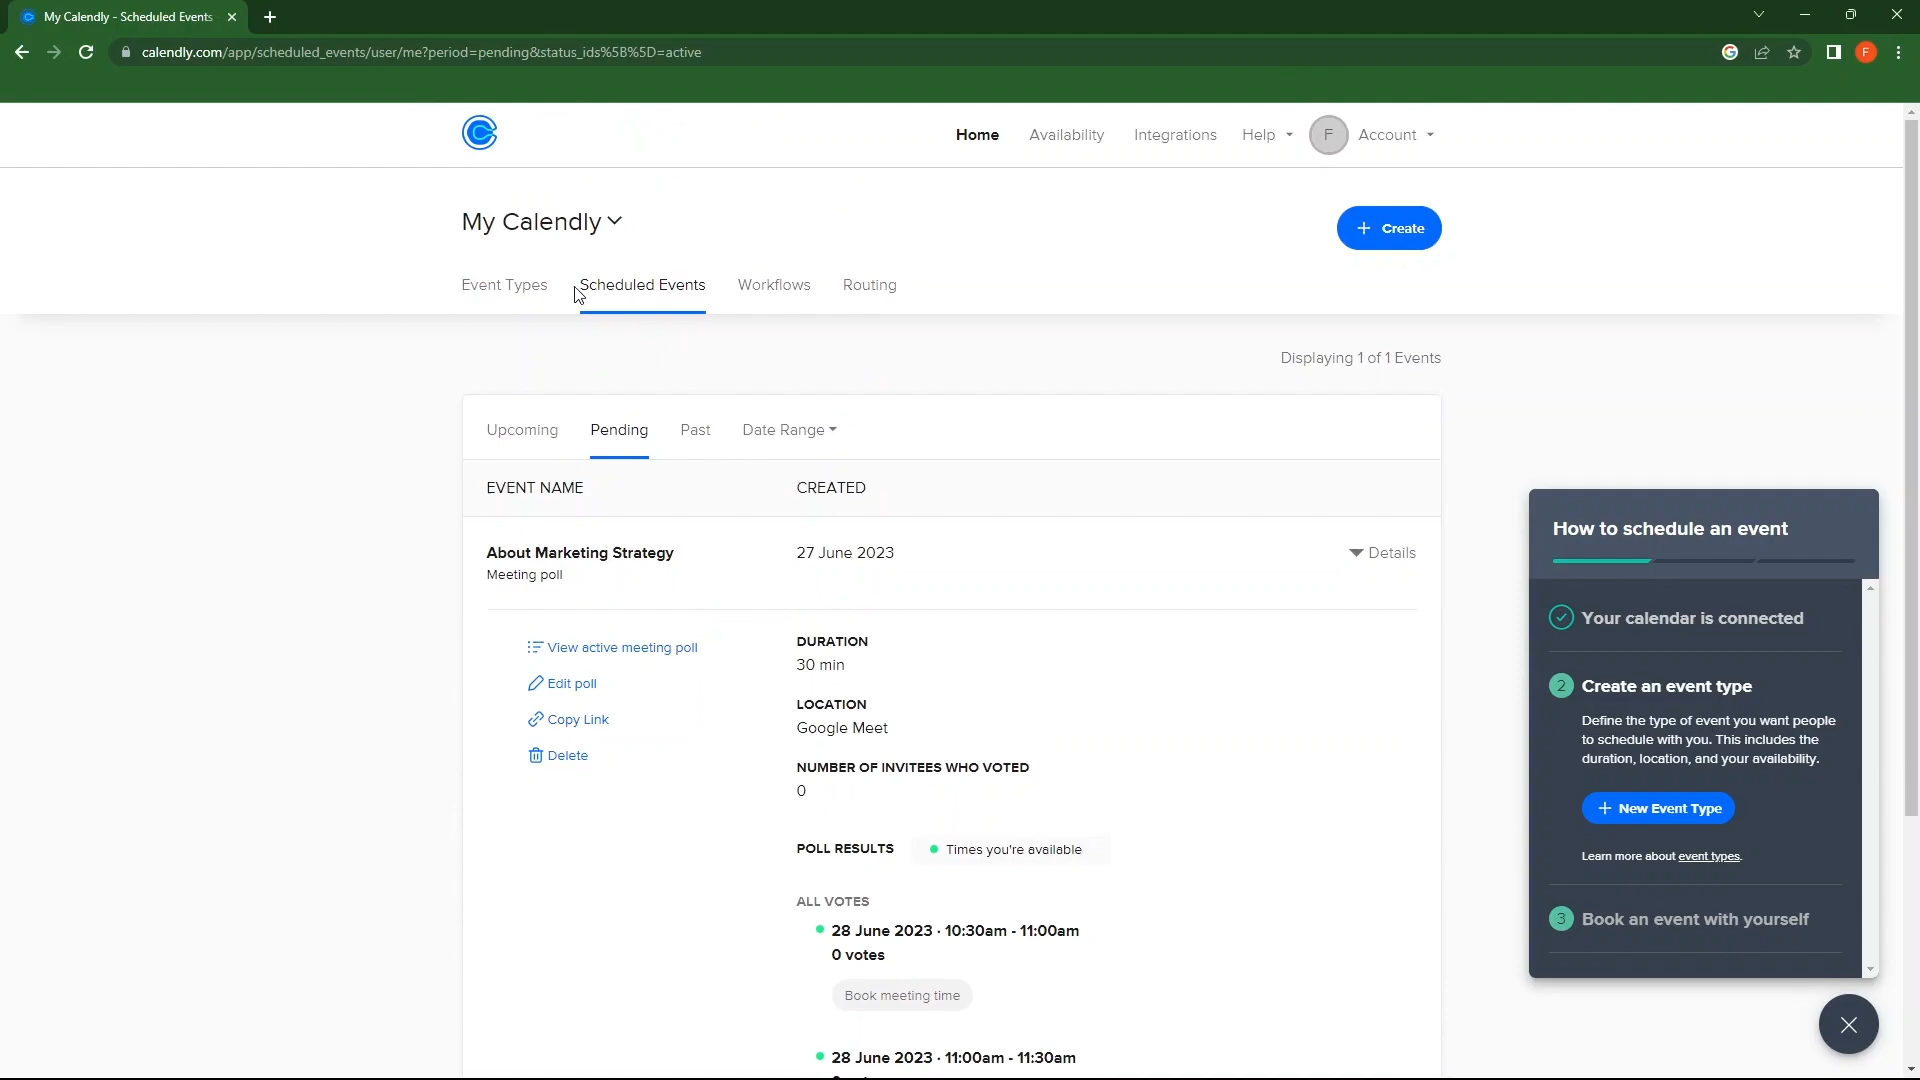 My Calendly - Scheduled Events
calendly.com/app/scheduled_events/user/me?period=pending&status_ids%5B%5D=active
F
Home
Availability
Integrations
Help
F
Account
My Calendly
+ Create
Event Types
Scheduled Events
Workflows
Routing
Displaying 1 of 1 Events
Upcoming
Pending
Past
Date Range
EVENT NAME
CREATED
About Marketing Strategy
27 June 2023
Details
Meeting poll
View active meeting poll
Edit poll
Copy Link
Delete
DURATION
30 min
LOCATION
Google Meet
NUMBER OF INVITEES WHO VOTED
0
POLL RESULTS
Times you're available
ALL VOTES
28 June 2023 · 10:30am - 11:00am
0 votes
Book meeting time
28 June 2023 · 11:00am - 11:30am
How to schedule an event
Your calendar is connected
2 Create an event type
Define the type of event you want people
to schedule with you. This includes the
duration, location, and your availability.
+ New Event Type
Learn more about event types.
3 Book an event with yourself